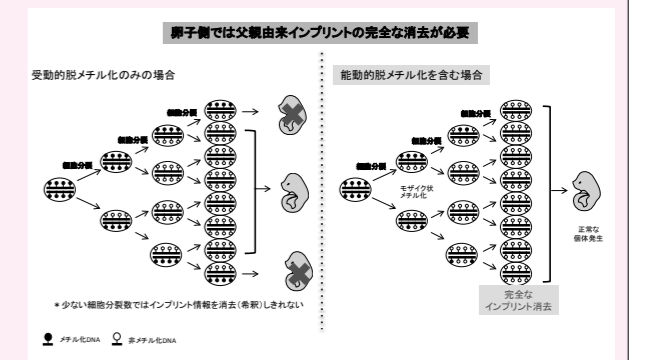 卵子側では父親由来インプリントの完全な消去が必要
受動的脱メチル化のみの場合
細胞分裂
細胞分裂
細胞分裂
＊少ない細胞分裂数ではインプリント情報を消去（希釈）しきれない
メチル化DNA
非メチル化DNA
能動的脱メチル化を含む場合
細胞分裂
細胞分裂
細胞分裂
モザイク状
メチル化
正常な
個体発生
完全な
インプリント消去